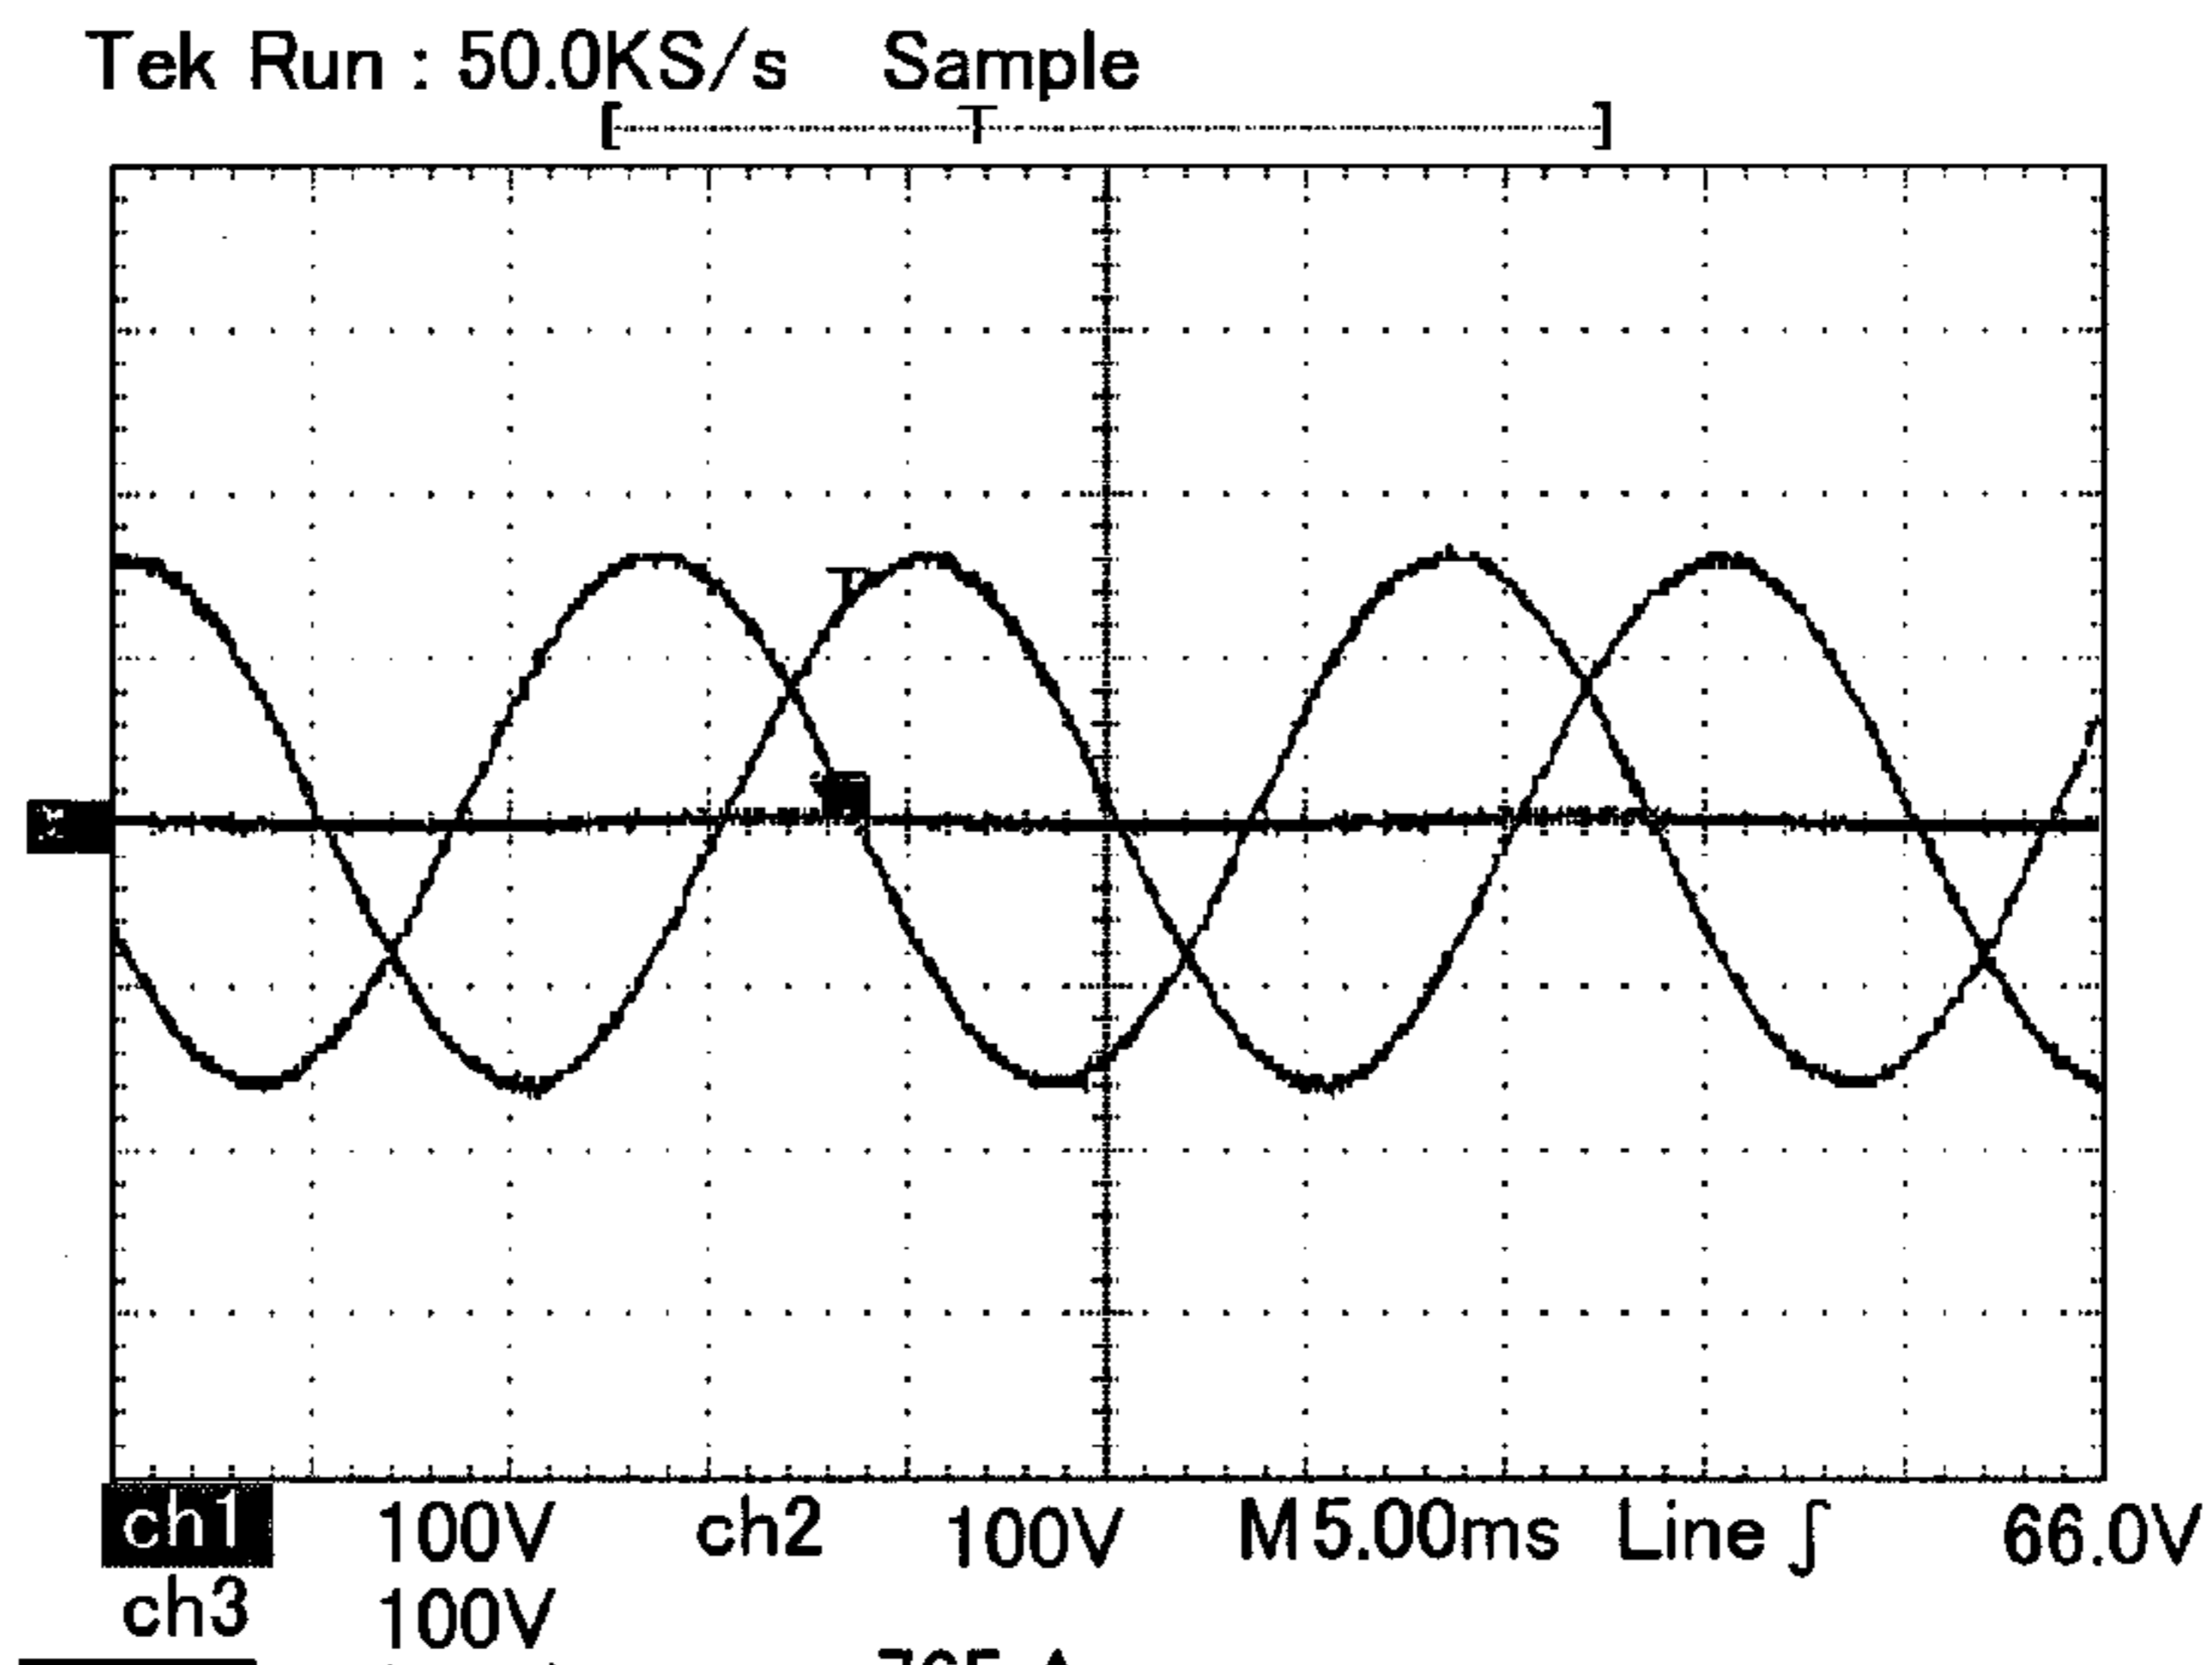 Tek Run : 50.0KS/s Sample
[ T ]
T
ch1 100V ch2 100V M5.00ms Line ∫ 66.0V
ch3 100V